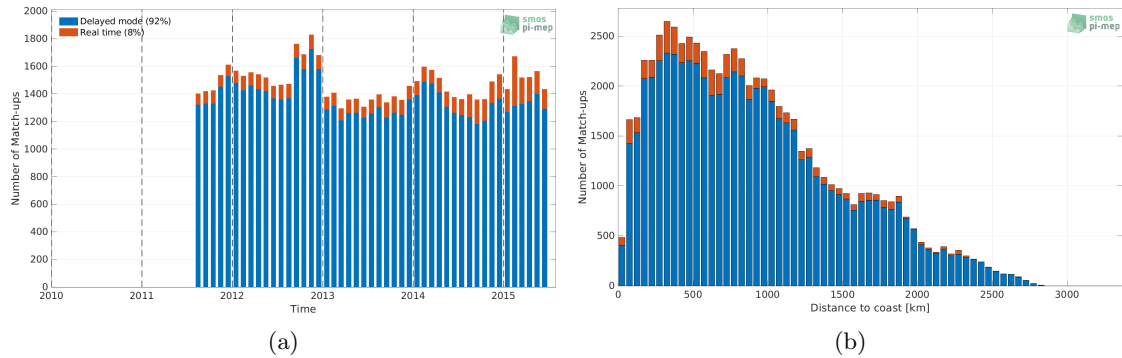 Delayed mode (92%)
Real time (8%)
smos
pi-mep
Number of Match-ups
2000
1800
1600
1400
1200
1000
800
600
400
200
0
2010
2011
2012
2013
2014
2015
Time
(a)
smos
pi-mep
Number of Match-ups
2500
2000
1500
1000
500
0
0
500
1000
1500
2000
2500
3000
Distance to coast [km]
(b)